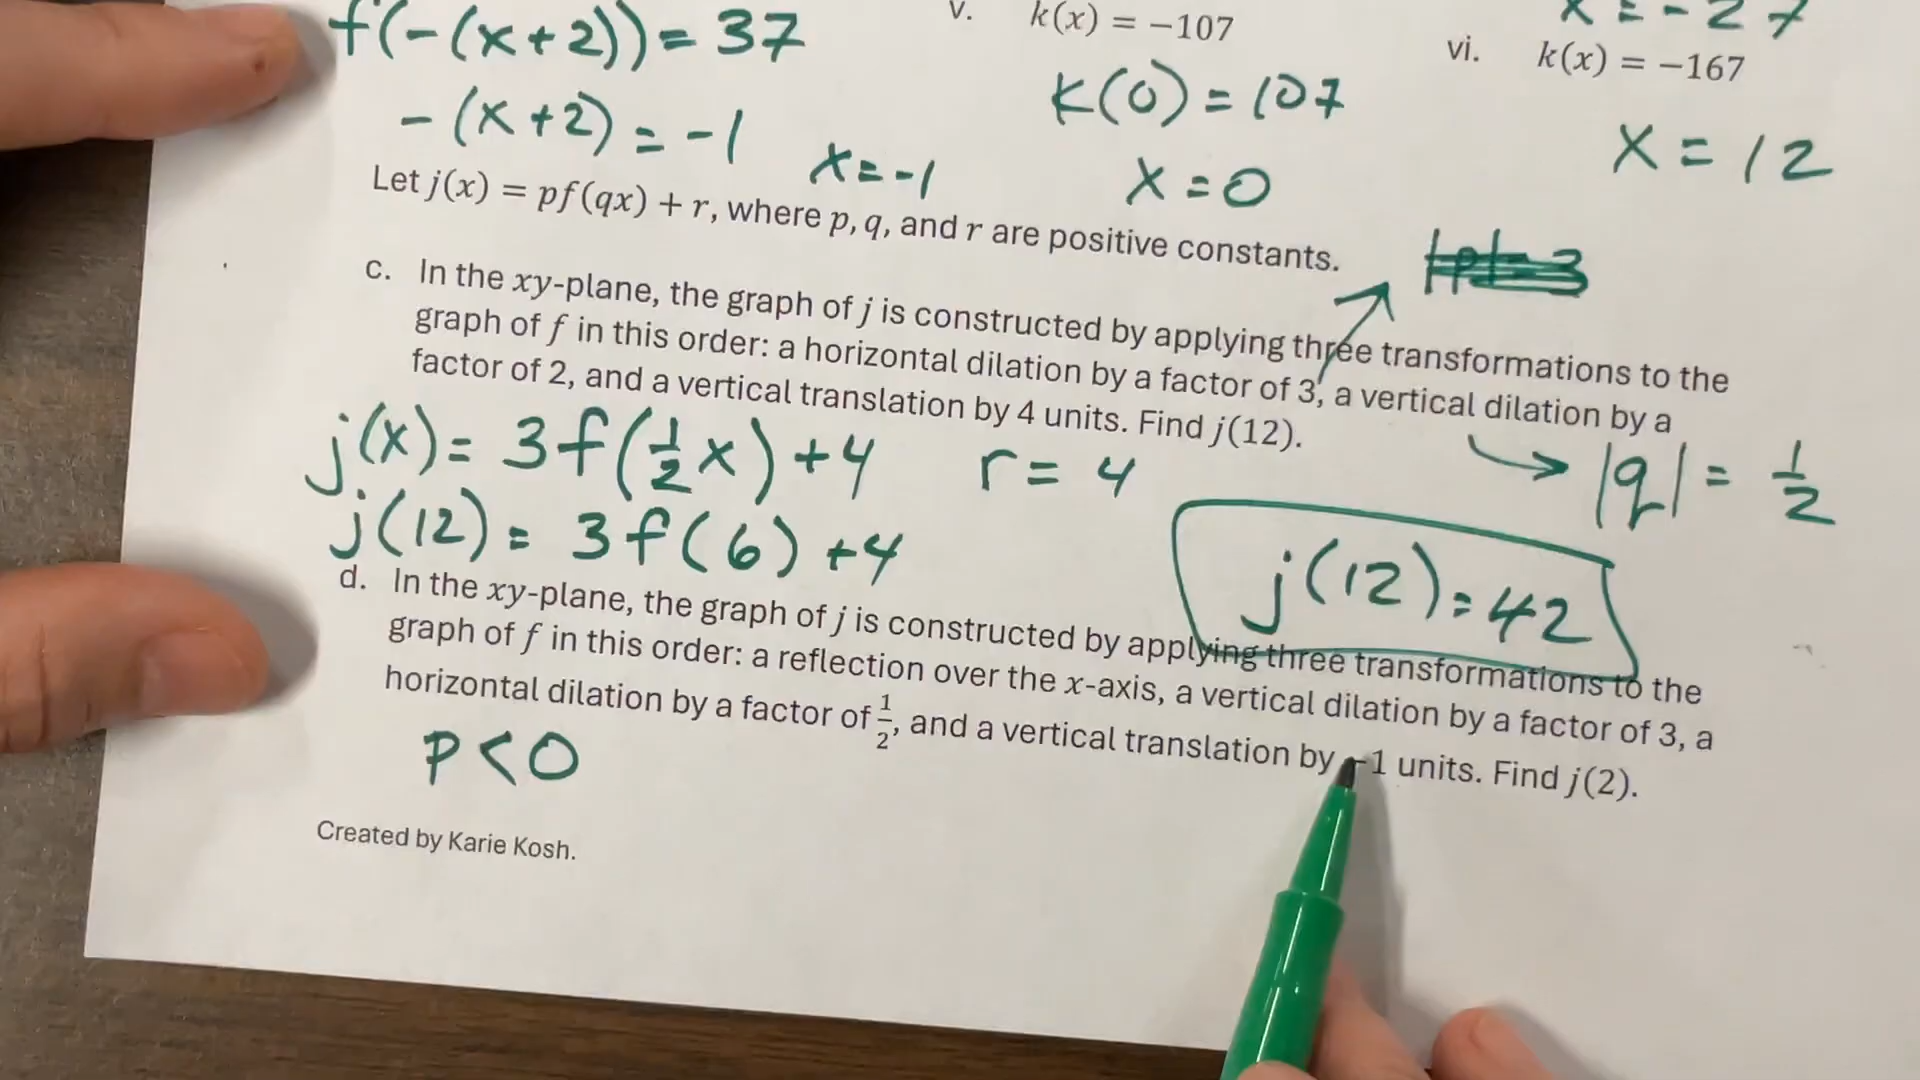 f(-(x+2)) = 37
v. k(x) = −107
x = -27
vi. k(x) = −167
-(x+2) = -1
x = -1
K(0) = 107
x = 0
x = 12
Let j(x) = pf(qx) + r, where p, q, and r are positive constants.
c. In the xy-plane, the graph of j is constructed by applying three transformations to the
graph of f in this order: a horizontal dilation by a factor of 3, a vertical dilation by a
factor of 2, and a vertical translation by 4 units. Find j(12).
j(x) = 3f(1/2 x) + 4
r = 4
|q| = 1/2
j(12) = 3f(6) + 4
j(12) = 42
d. In the xy-plane, the graph of j is constructed by applying three transformations to the
graph of f in this order: a reflection over the x-axis, a vertical dilation by a factor of 3, a
horizontal dilation by a factor of 1/2, and a vertical translation by −1 units. Find j(2).
p < 0
Created by Karie Kosh.